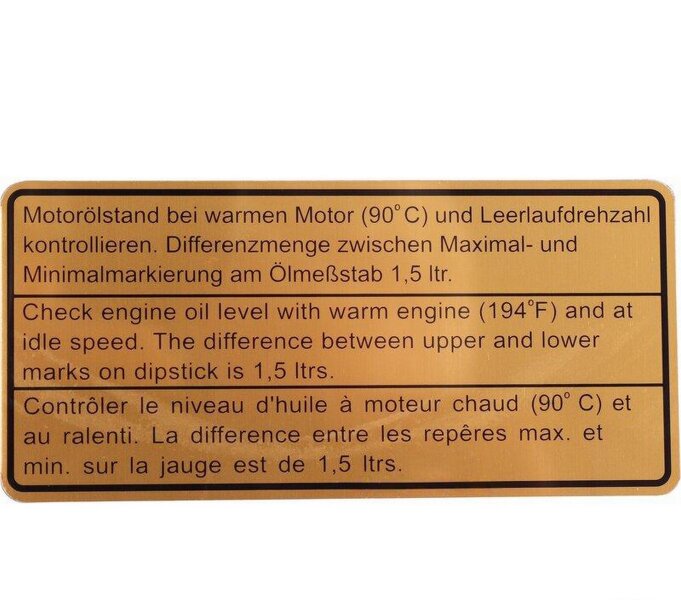 Motorölstand bei warmen Motor (90° C) und Leerlaufdrehzahl
kontrollieren. Differenzmenge zwischen Maximal- und
Minimalmarkierung am Ölmeßstab 1,5 ltr.
Check engine oil level with warm engine (194°F) and at
idle speed. The difference between upper and lower
marks on dipstick is 1,5 ltrs.
Contrôler le niveau d'huile à moteur chaud (90° C) et
au ralenti. La difference entre les repêres max. et
min. sur la jauge est de 1,5 ltrs.